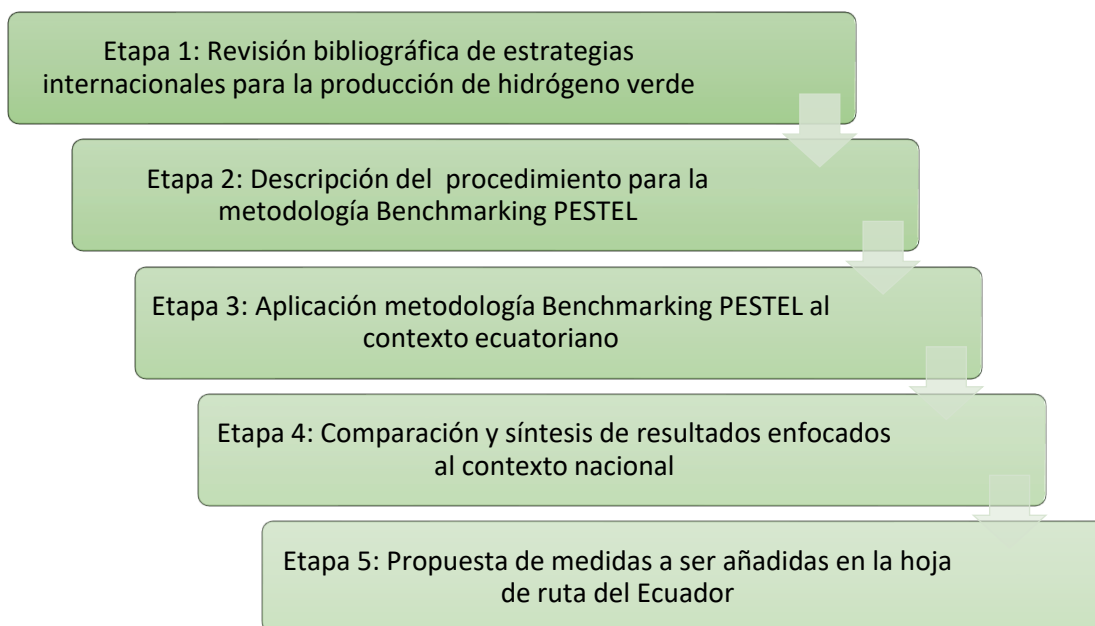 Etapa 1: Revisión bibliográfica de estrategias
internacionales para la producción de hidrógeno verde
Etapa 2: Descripción del  procedimiento para la
metodología Benchmarking PESTEL
Etapa 3: Aplicación metodología Benchmarking PESTEL al
contexto ecuatoriano
Etapa 4: Comparación y síntesis de resultados enfocados
al contexto nacional
Etapa 5: Propuesta de medidas a ser añadidas en la hoja
de ruta del Ecuador